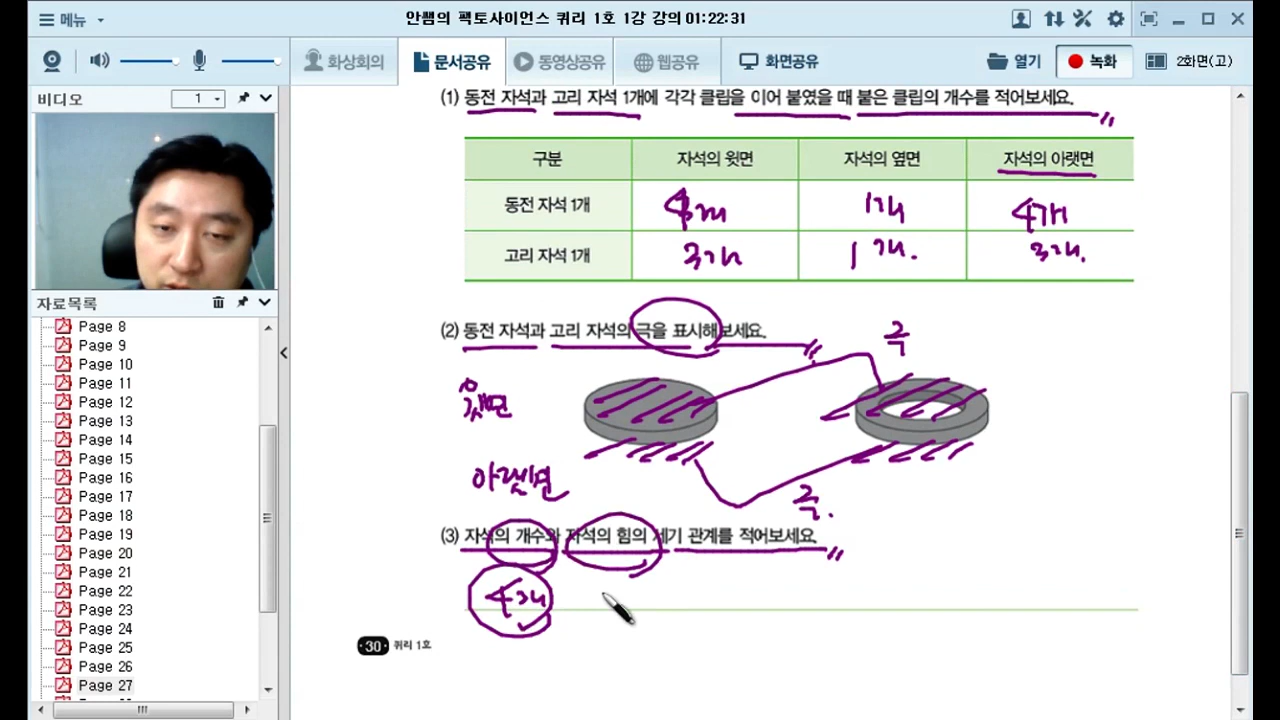 안쌤의 팩토사이언스 퀴리 1호 1강 강의01:22:31
메뉴
화상회의
문서공유
동영상공유
웹공유
화면공유
열기
녹화
2화면(고)
비디오
1
자료목록
Page 8
Page 9
Page 10
Page 11
Page 12
Page 13
Page 14
Page 15
Page 16
Page 17
Page 18
Page 19
Page 20
Page 21
Page 22
Page 23
Page 24
Page 25
Page 26
Page 27
(1) 동전 자석과 고리 자석 1개에 각각 클립을 이어 붙였을 때 붙은 클립의 개수를 적어보세요.
구분 자석의 윗면 자석의 옆면 자석의 아랫면
동전 자석 1개 4개 1개 4개
고리 자석 1개 3개 1개. 3개.
(2) 동전 자석과 고리 자석의 극을 표시해보세요.
극
윗면
아랫면
극.
(3) 자석의 개수와 자석의 힘의 세기 관계를 적어보세요.
4개
30 퀴리 1호